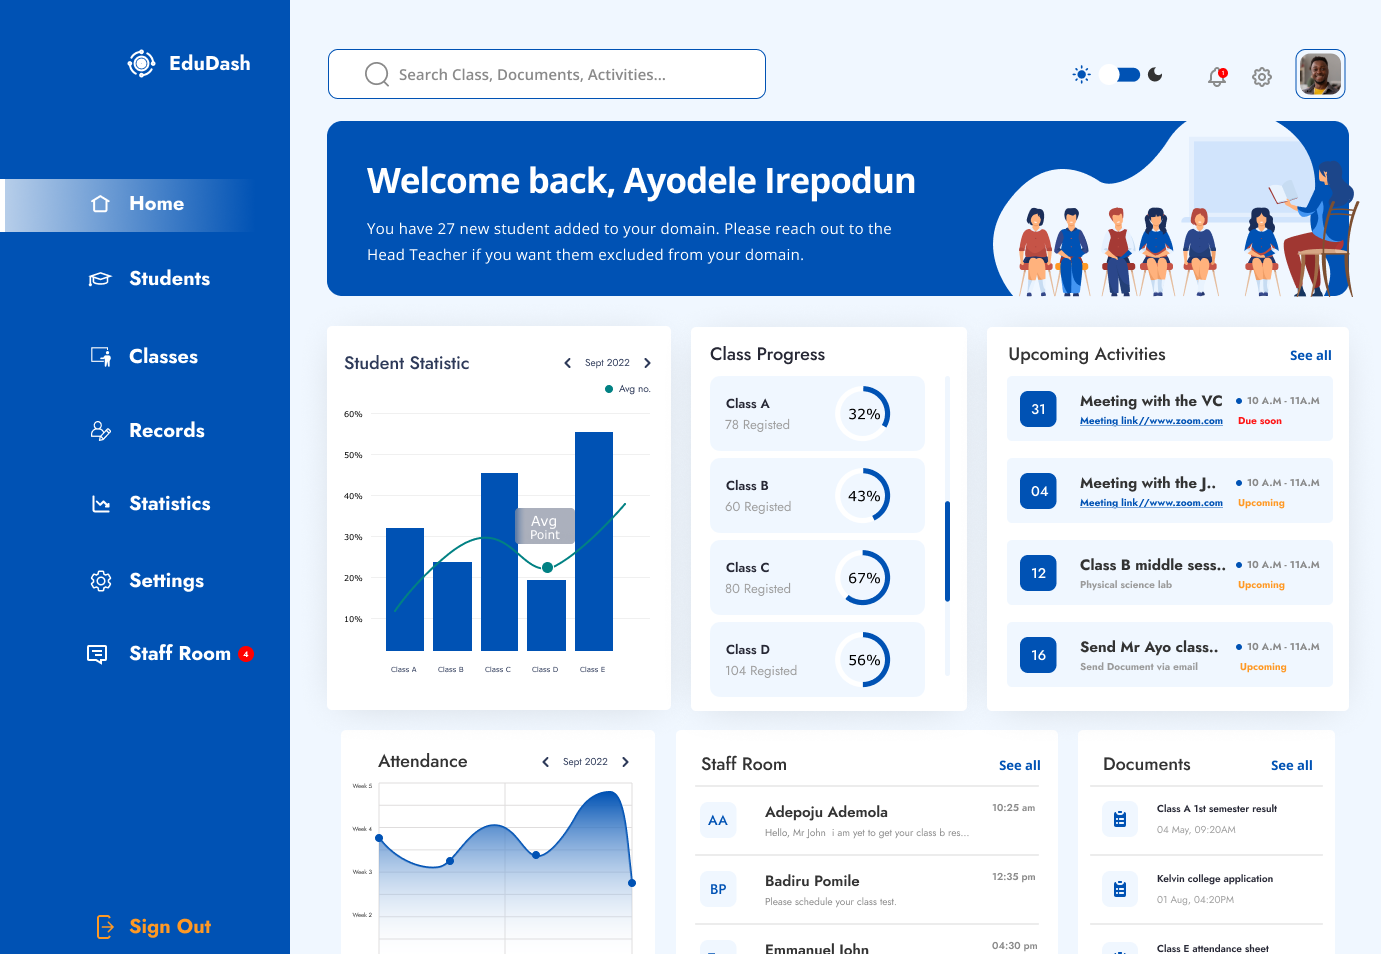 EduDash
Home
Students
Classes
Records
Statistics
Settings
Staff Room 4
Sign Out
Search Class, Documents, Activities...
1
Welcome back, Ayodele Irepodun
You have 27 new student added to your domain. Please reach out to the
Head Teacher if you want them excluded from your domain.
Student Statistic
Sept 2022
Avg no.
60%
50%
40%
30%
20%
10%
Avg
Point
Class A
Class B
Class C
Class D
Class E
Class Progress
Class A
78 Registed
32%
Class B
60 Registed
43%
Class C
80 Registed
67%
Class D
104 Registed
56%
Upcoming Activities
See all
31
Meeting with the VC
10 A.M - 11A.M
Meeting link//www.zoom.com
Due soon
04
Meeting with the J..
10 A.M - 11A.M
Meeting link//www.zoom.com
Upcoming
12
Class B middle sess..
10 A.M - 11A.M
Physical science lab
Upcoming
16
Send Mr Ayo class..
10 A.M - 11A.M
Send Document via email
Upcoming
Attendance
Sept 2022
Week 5
Week 4
Week 3
Week 2
Staff Room
See all
AA
Adepoju Ademola
10:25 am
Hello, Mr John i am yet to get your class b res...
BP
Badiru Pomile
12:35 pm
Please schedule your class test.
Emmanuel John
04:30 pm
Documents
See all
Class A 1st semester result
04 May, 09:20AM
Kelvin college application
01 Aug, 04:20PM
Class E attendance sheet